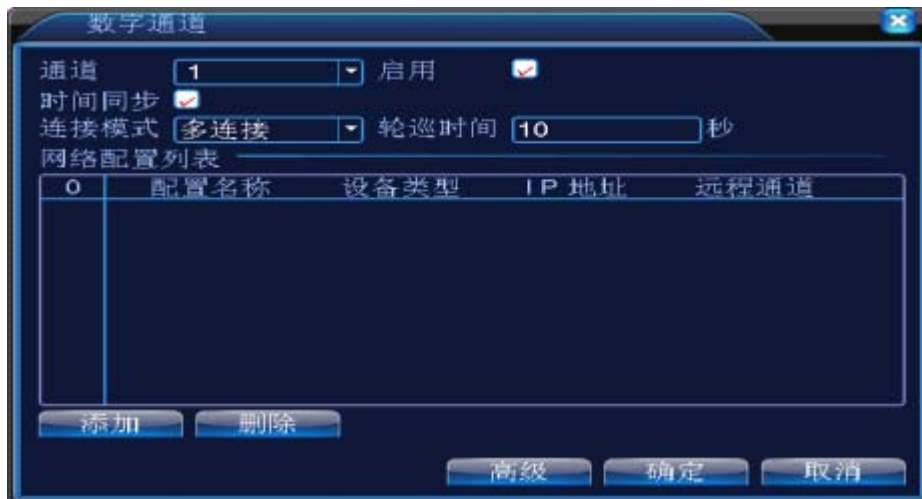 数字通道
通道 1 启用
时间同步
连接模式 多连接 轮巡时间 10 秒
网络配置列表
0 配置名称 设备类型 IP 地址 远程通道
添加 删除
高级 确定 取消